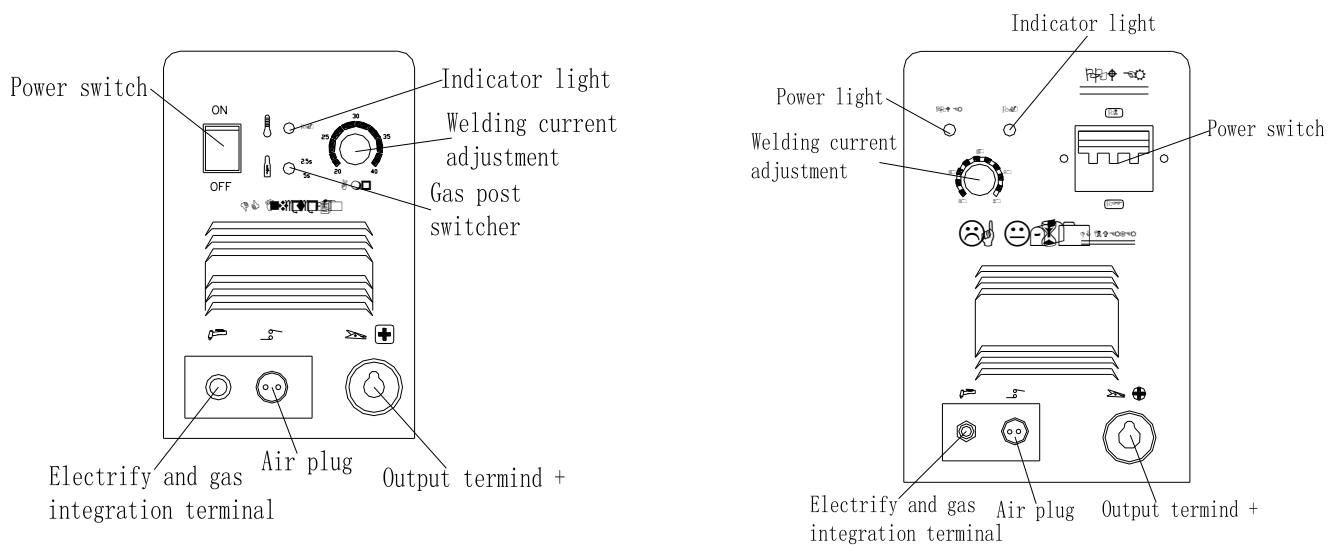 Power switch
ON
OFF
Indicator light
30
25
35
20
40
Welding current
adjustment
2.5s
5s
Gas post
switcher
Electrify and gas
integration terminal
Air plug
Output termind +
Indicator light
Power light
Welding current
adjustment
Power switch
Electrify and gas
integration terminal
Air plug
Output termind +